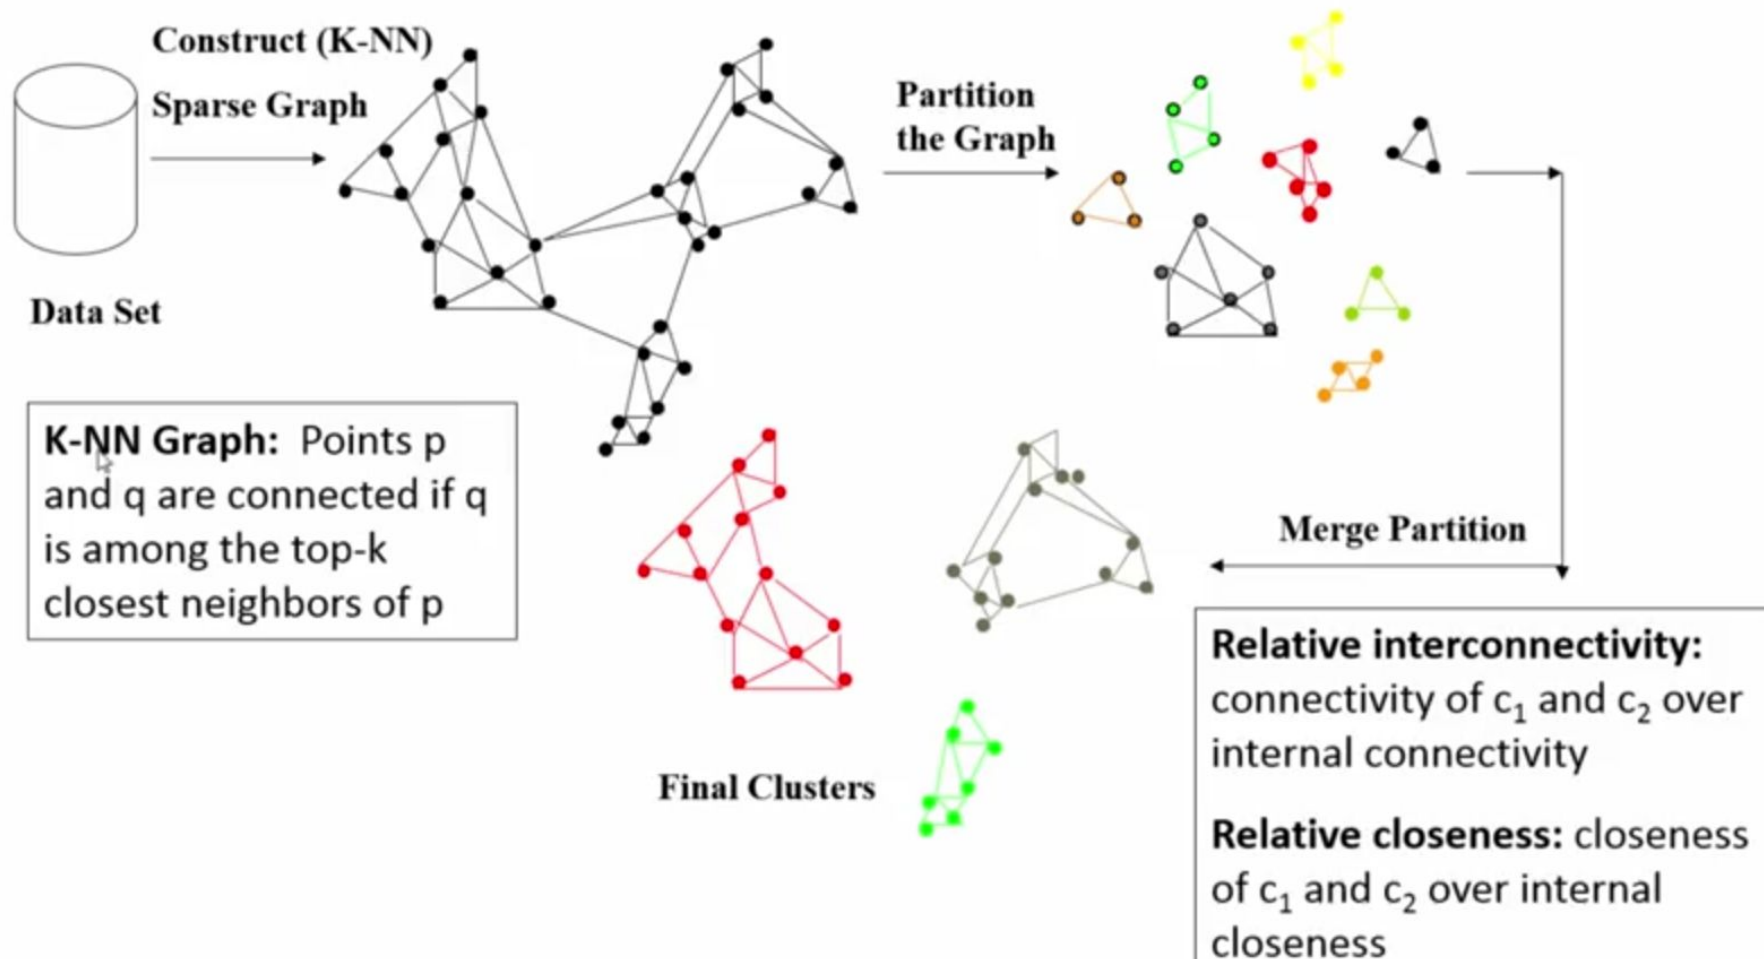 Construct (K-NN)
Sparse Graph
Data Set
Partition
the Graph
K-NN Graph: Points p
and q are connected if q
is among the top-k
closest neighbors of p
Merge Partition
Final Clusters
Relative interconnectivity:
connectivity of c₁ and c₂ over
internal connectivity
Relative closeness: closeness
of c₁ and c₂ over internal
closeness